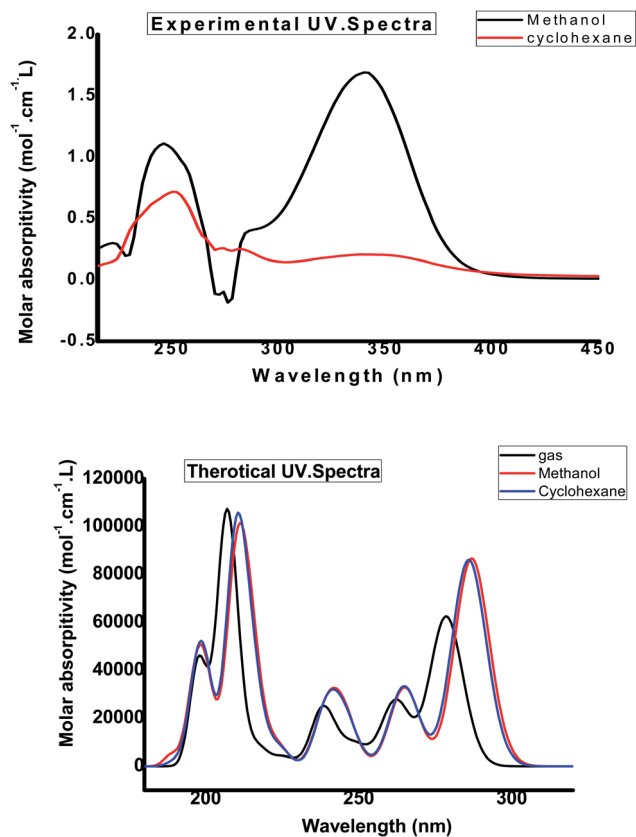 Experimental UV.Spectra
Methanol
cyclohexane
Molar absorpitivity (mol-1.cm-1.L)
2.0
1.5
1.0
0.5
0.0
-0.5
250 300 350 400 450
Wavelength (nm)
Therotical UV.Spectra
gas
Methanol
Cyclohexane
Molar absorpitivity (mol-1.cm-1.L)
120000
100000
80000
60000
40000
20000
0
200 250 300
Wavelength (nm)